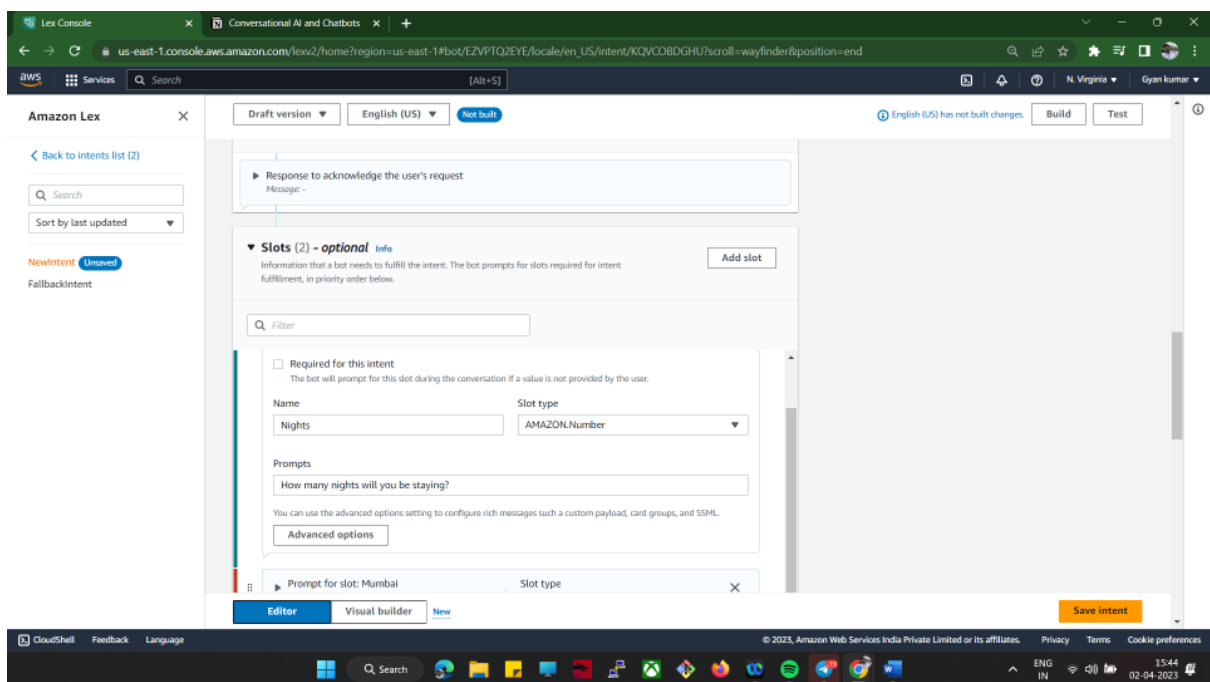 Lex Console
Conversational AI and Chatbots
us-east-1.console.aws.amazon.com/lexv2/home?region=us-east-1#bot/EZVPTQ2EYE/locale/en_US/intent/KQVCOBDGHU?scroll=wayfinder&position=end
aws Services Search [Alt+S] N. Virginia Gyan kumar
Amazon Lex
Draft version English (US) Not built English (US) has not built changes. Build Test
Back to intents list (2)
Search
Sort by last updated
NewIntent Unsaved
FallbackIntent
Response to acknowledge the user's request
Message: -
Slots (2) - optional Info
Add slot
Information that a bot needs to fulfill the intent. The bot prompts for slots required for intent
fulfillment, in priority order below.
Filter
Required for this intent
The bot will prompt for this slot during the conversation if a value is not provided by the user.
Name Slot type
Nights AMAZON.Number
Prompts
How many nights will you be staying?
You can use the advanced options setting to configure rich messages such a custom payload, card groups, and SSML.
Advanced options
Prompt for slot: Mumbai Slot type
Editor Visual builder New Save intent
CloudShell Feedback Language © 2023, Amazon Web Services India Private Limited or its affiliates. Privacy Terms Cookie preferences
Search
ENG 15:44
IN 02-04-2023